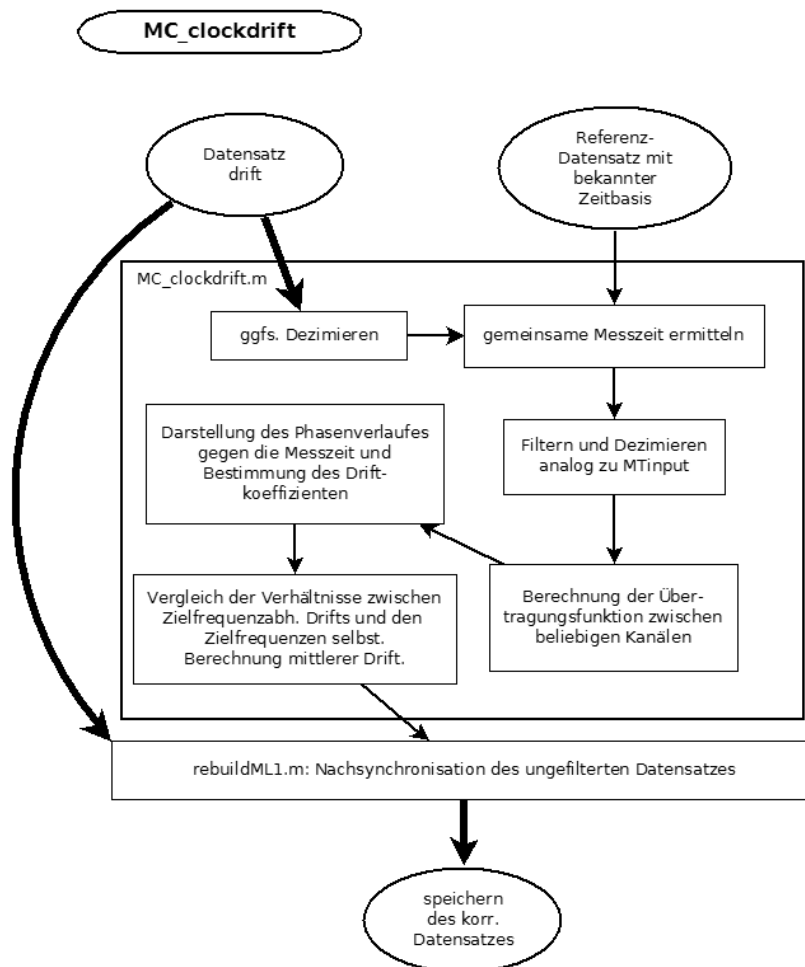 MC_clockdrift
Datensatz
drift
Referenz-
Datensatz mit
bekannter
Zeitbasis
MC_clockdrift.m
ggfs. Dezimieren
gemeinsame Messzeit ermitteln
Darstellung des Phasenverlaufes
gegen die Messzeit und
Bestimmung des Drift-
koeffizienten
Filtern und Dezimieren
analog zu MTinput
Vergleich der Verhältnisse zwischen
Zielfrequenzabh. Drifts und den
Zielfrequenzen selbst.
Berechnung mittlerer Drift.
Berechnung der Über-
tragungsfunktion zwischen
beliebigen Kanälen
rebuildML1.m: Nachsynchronisation des ungefilterten Datensatzes
speichern
des korr.
Datensatzes